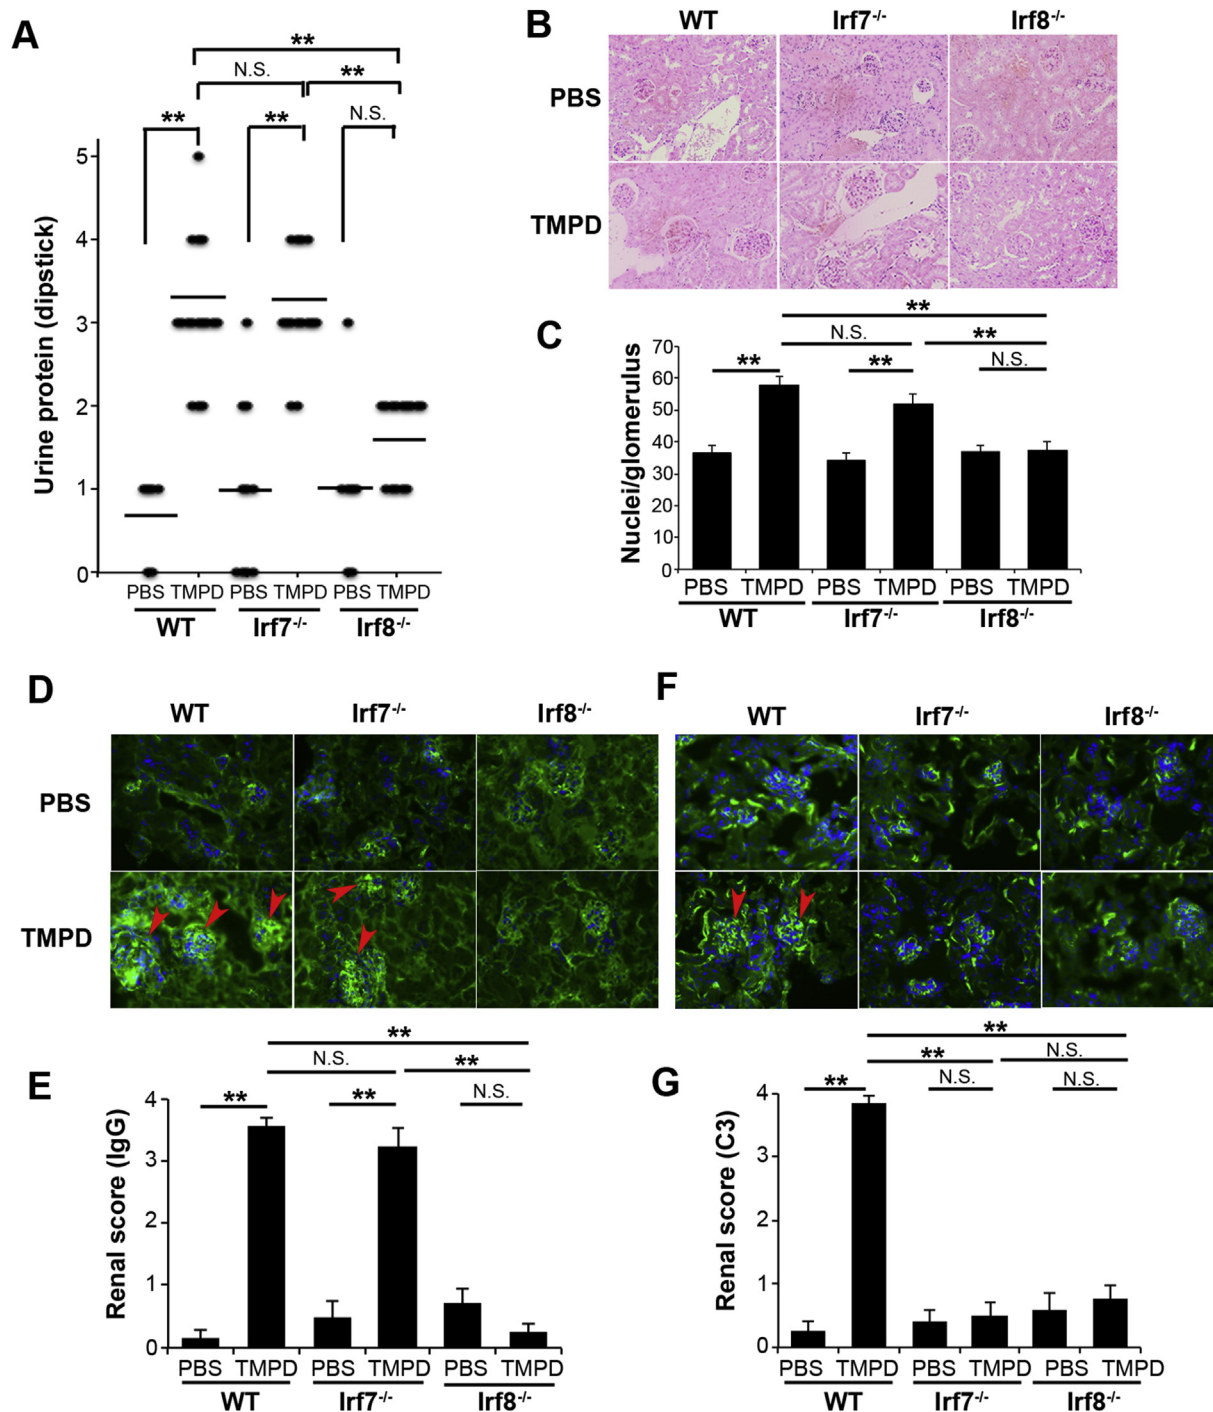 A
**
N.S.
**
**
**
N.S.
Urine protein (dipstick)
5
4
3
2
1
0
PBS TMPD PBS TMPD PBS TMPD
WT Irf7-/- Irf8-/-
B
WT Irf7-/- Irf8-/-
PBS
TMPD
C
**
N.S.
**
**
**
N.S.
Nuclei/glomerulus
70
60
50
40
30
20
10
0
PBS TMPD PBS TMPD PBS TMPD
WT Irf7-/- Irf8-/-
D
WT Irf7-/- Irf8-/-
PBS
TMPD
F
WT Irf7-/- Irf8-/-
E
**
N.S.
**
**
**
N.S.
Renal score (IgG)
4
3
2
1
0
PBS TMPD PBS TMPD PBS TMPD
WT Irf7-/- Irf8-/-
G
**
**
N.S.
**
N.S.
N.S.
Renal score (C3)
4
3
2
1
0
PBS TMPD PBS TMPD PBS TMPD
WT Irf7-/- Irf8-/-